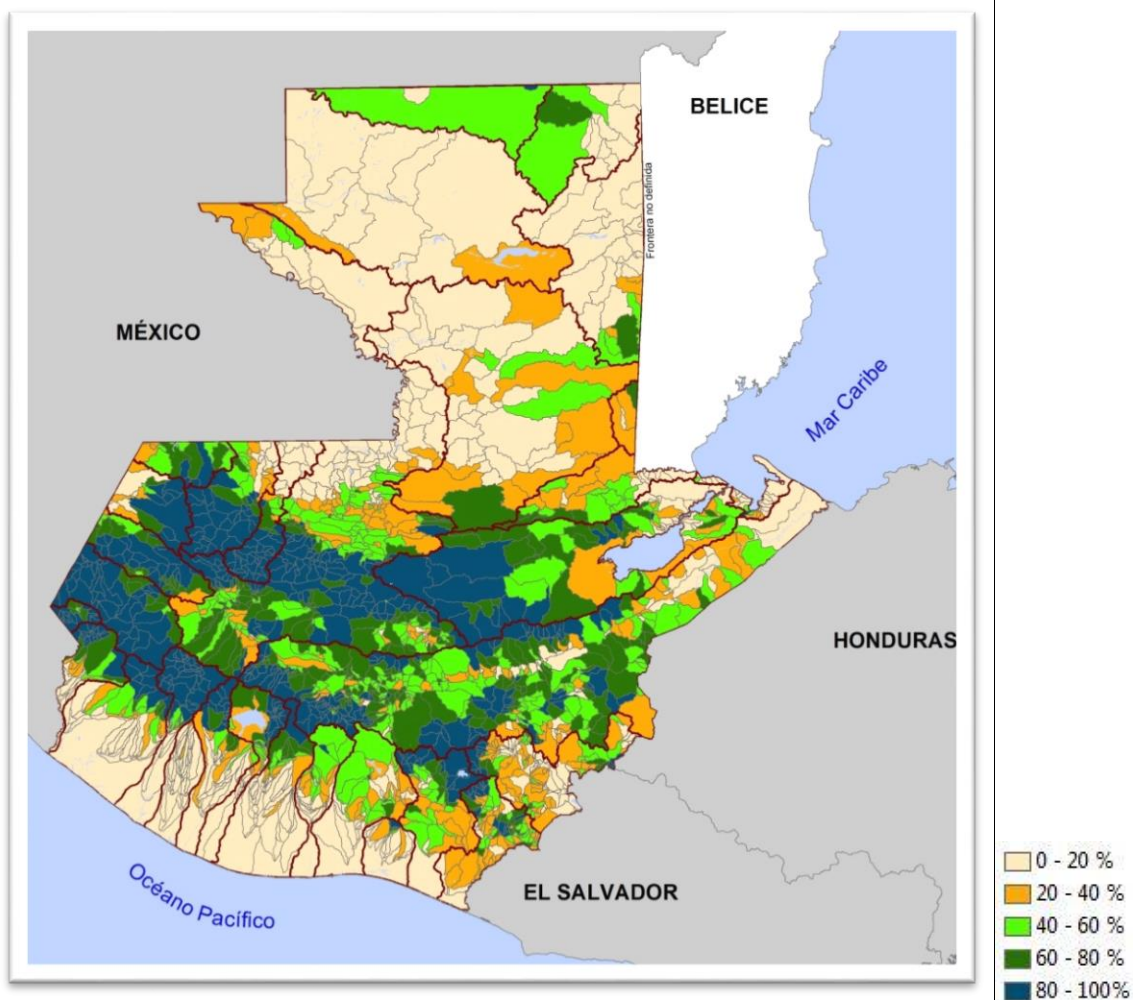 BELICE
Frontera no definida
MÉXICO
Mar Caribe
HONDURAS
EL SALVADOR
Océano Pacífico
0 - 20 %
20 - 40 %
40 - 60 %
60 - 80 %
80 - 100%